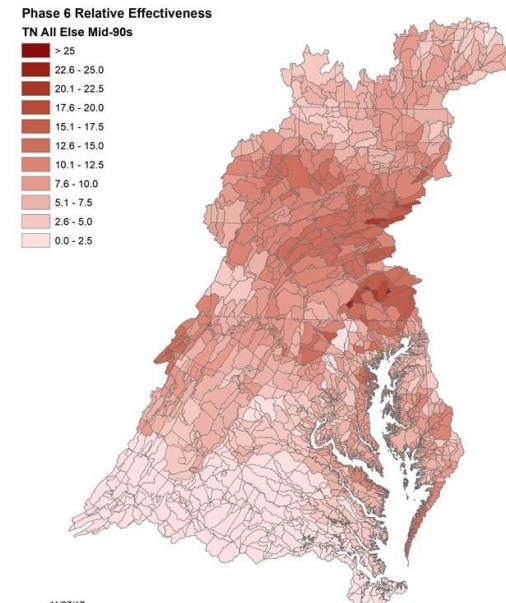 Phase 6 Relative Effectiveness
TN All Else Mid-90s
> 25
22.6 - 25.0
20.1 - 22.5
17.6 - 20.0
15.1 - 17.5
12.6 - 15.0
10.1 - 12.5
7.6 - 10.0
5.1 - 7.5
2.6 - 5.0
0.0 - 2.5